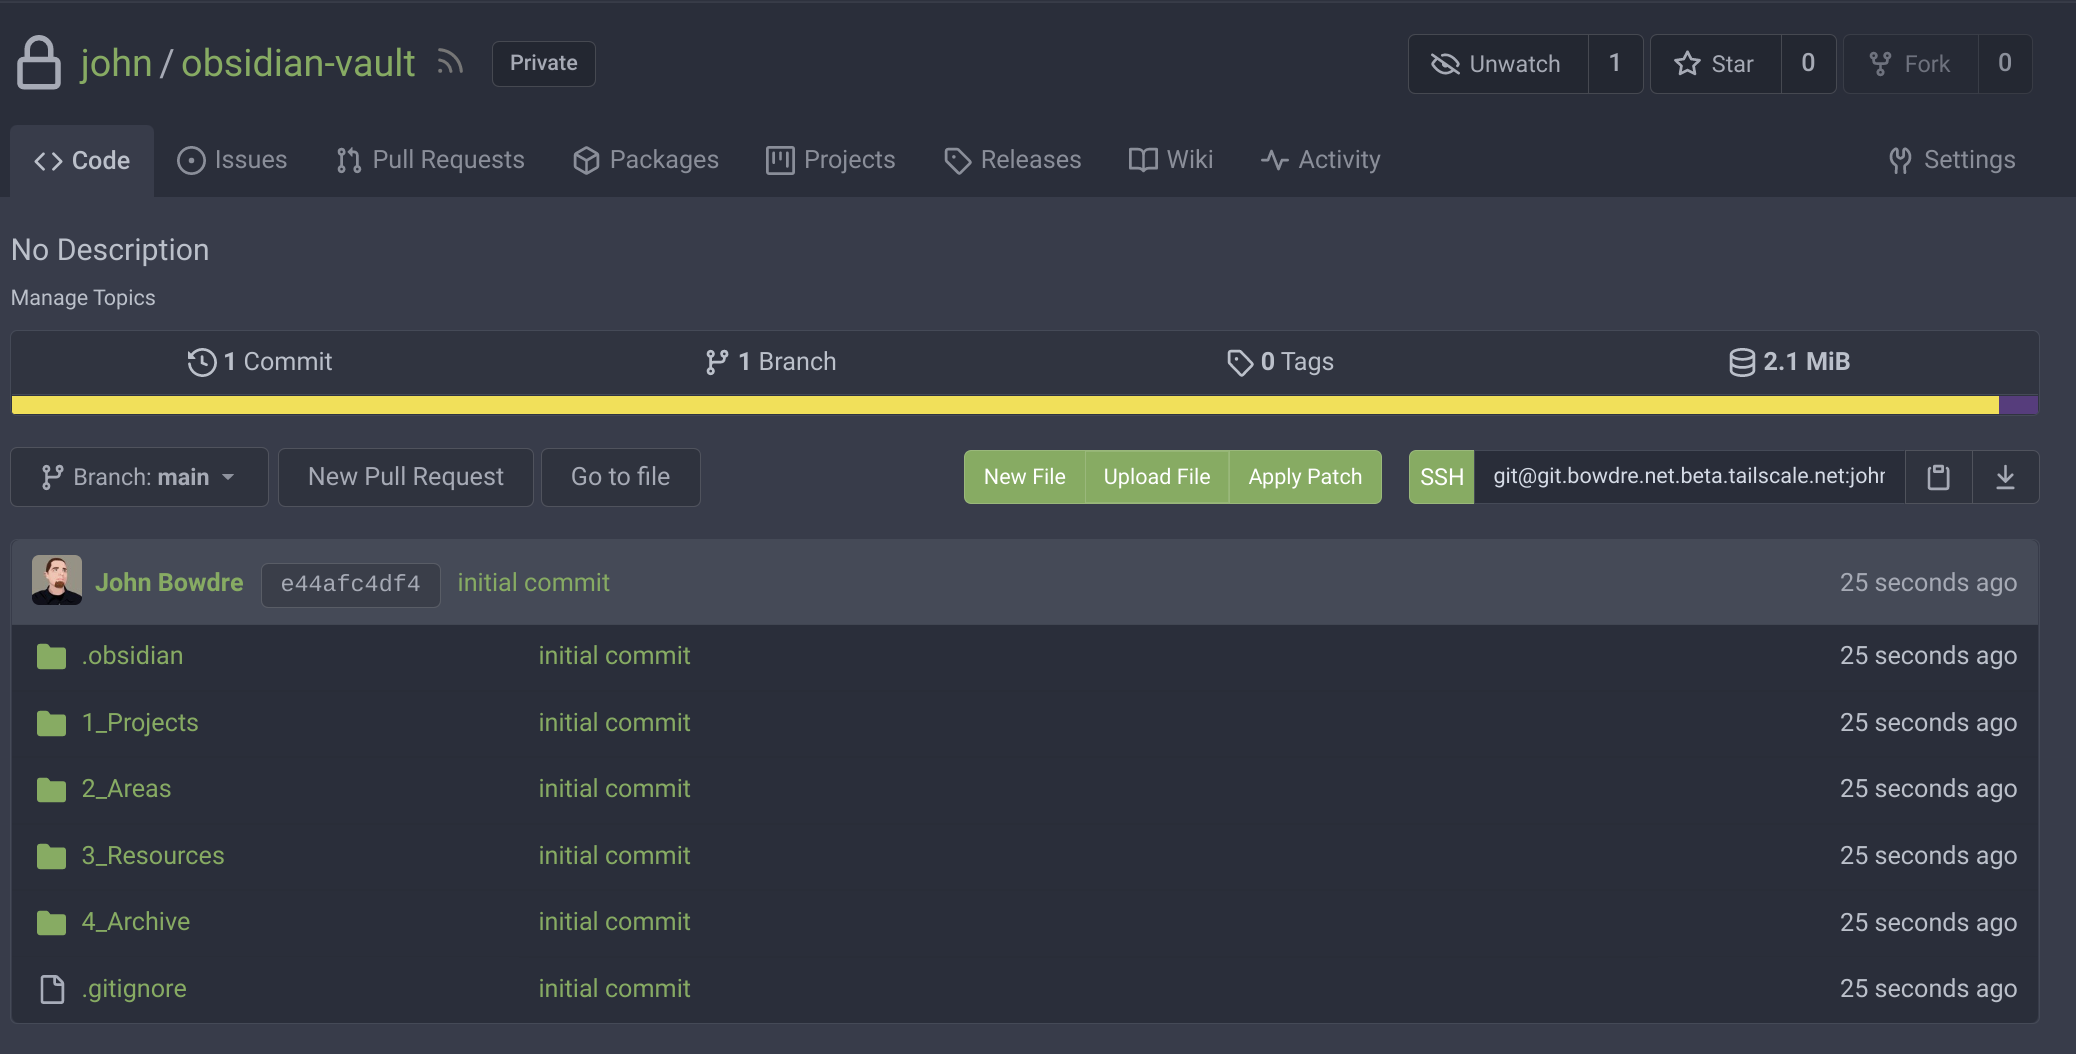 john / obsidian-vault Private Unwatch 1 Star 0 Fork 0
Code Issues Pull Requests Packages Projects Releases Wiki Activity Settings
No Description
Manage Topics
1 Commit 1 Branch 0 Tags 2.1 MiB
Branch: main New Pull Request Go to file New File Upload File Apply Patch SSH git@git.bowdre.net.beta.tailscale.net:john
John Bowdre e44afc4df4 initial commit 25 seconds ago
.obsidian initial commit 25 seconds ago
1_Projects initial commit 25 seconds ago
2_Areas initial commit 25 seconds ago
3_Resources initial commit 25 seconds ago
4_Archive initial commit 25 seconds ago
.gitignore initial commit 25 seconds ago